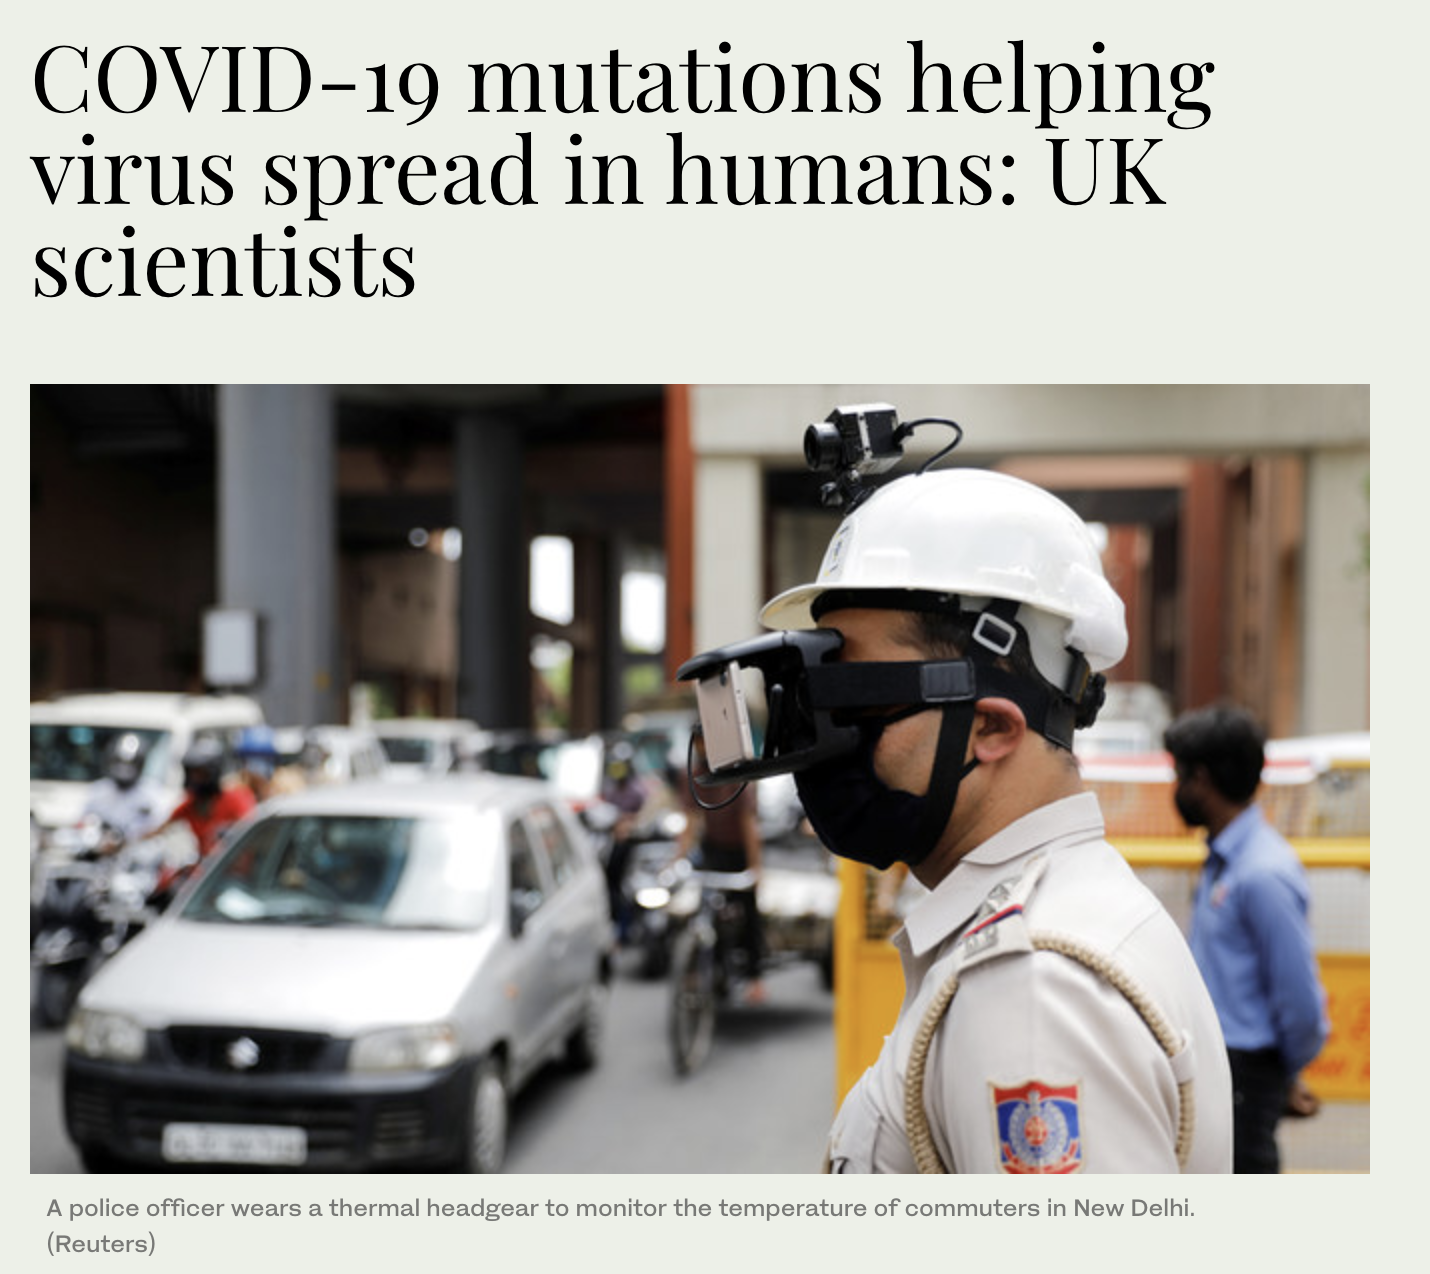 COVID-19 mutations helping
virus spread in humans: UK
scientists
A police officer wears a thermal headgear to monitor the temperature of commuters in New Delhi.
(Reuters)